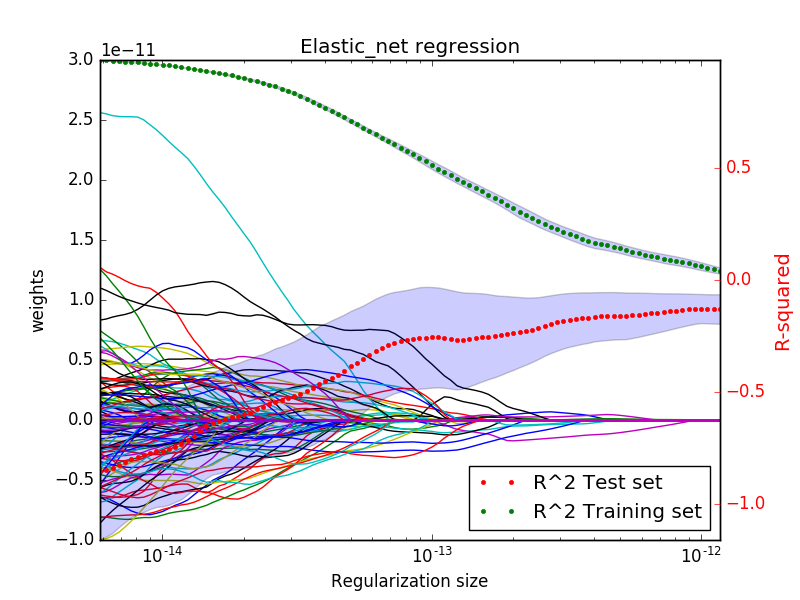 Elastic_net regression
1e−11
3.0
2.5
2.0
1.5
1.0
0.5
0.0
−0.5
−1.0
weights
0.5
0.0
−0.5
−1.0
R-squared
R^2 Test set
R^2 Training set
10^-14
10^-13
10^-12
Regularization size